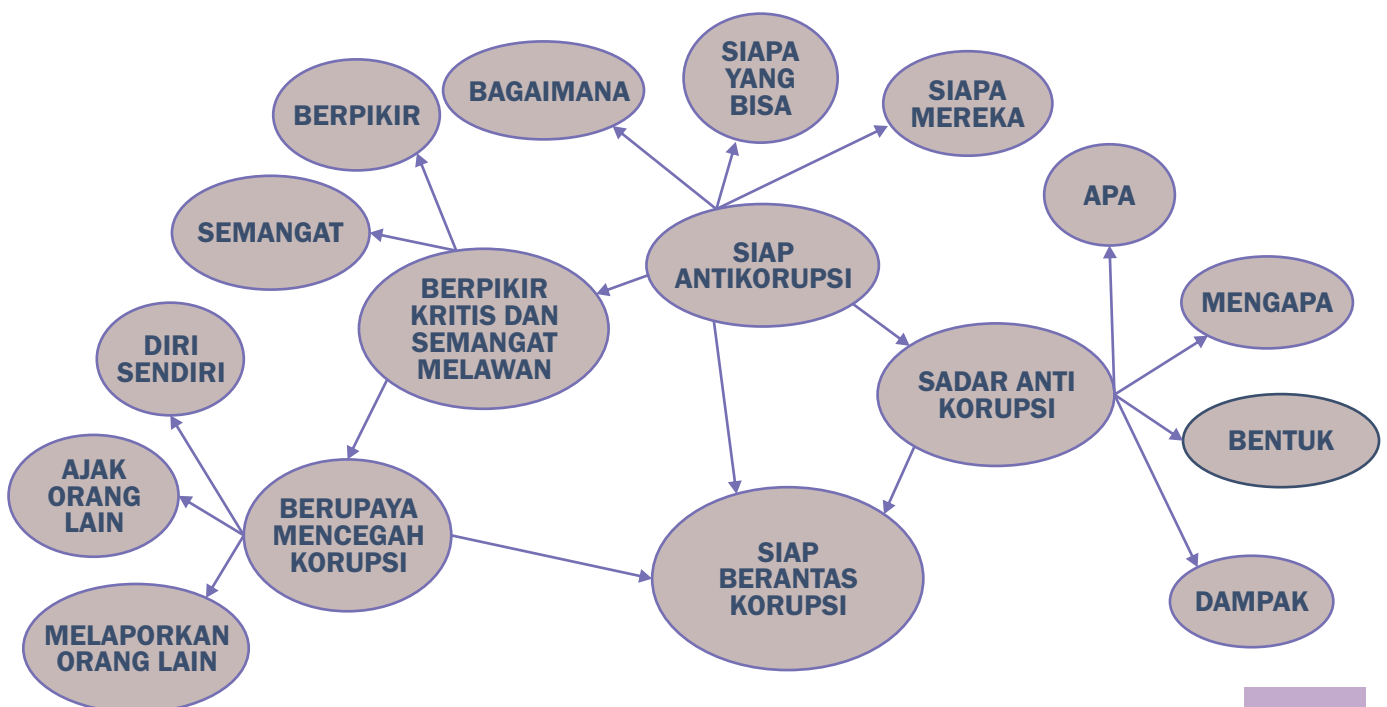 SIAPA
YANG
BISA
BAGAIMANA
SIAPA
MEREKA
BERPIKIR
APA
SEMANGAT
SIAP
ANTIKORUPSI
BERPIKIR
KRITIS DAN
SEMANGAT
MELAWAN
MENGAPA
DIRI
SENDIRI
SADAR ANTI
KORUPSI
BENTUK
AJAK
ORANG
LAIN
BERUPAYA
MENCEGAH
KORUPSI
SIAP
BERANTAS
KORUPSI
DAMPAK
MELAPORKAN
ORANG LAIN